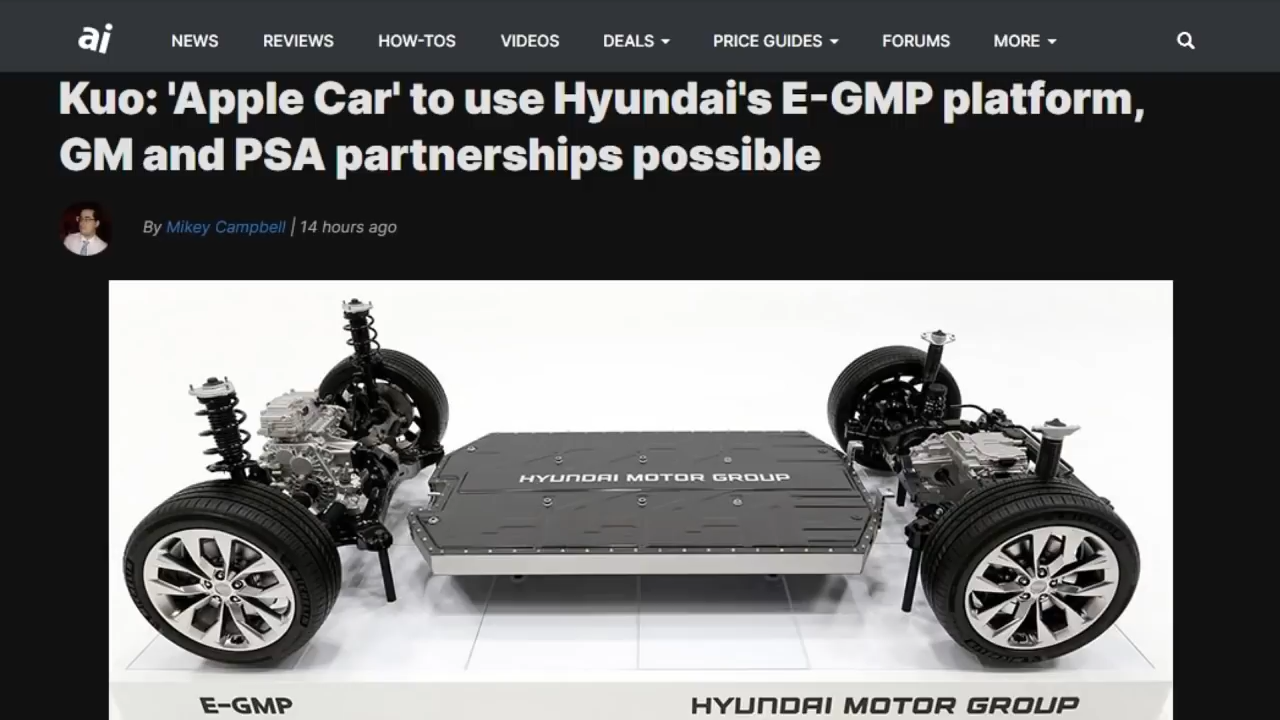 ai NEWS REVIEWS HOW-TOS VIDEOS DEALS PRICE GUIDES FORUMS MORE
Kuo: 'Apple Car' to use Hyundai's E-GMP platform,
GM and PSA partnerships possible
By Mikey Campbell | 14 hours ago
HYUNDAI MOTOR GROUP
E-GMP HYUNDAI MOTOR GROUP